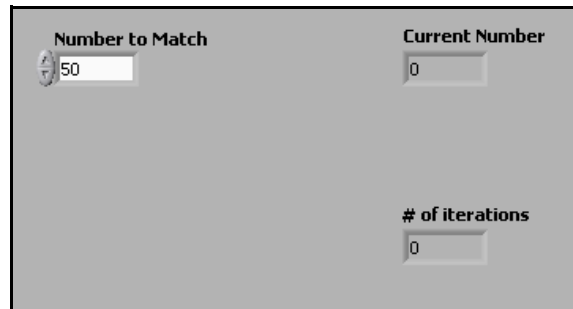 Number to Match
50
Current Number
0
# of iterations
0